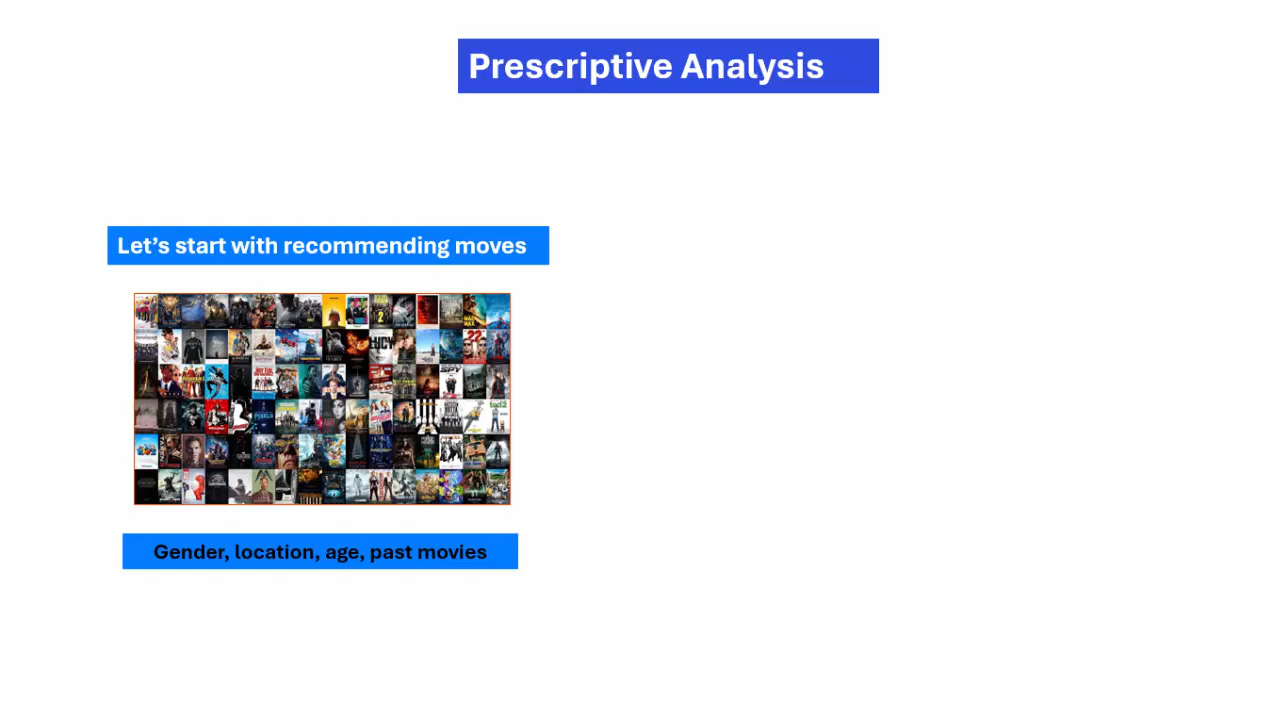 Prescriptive Analysis
Let's start with recommending moves
Gender, location, age, past movies